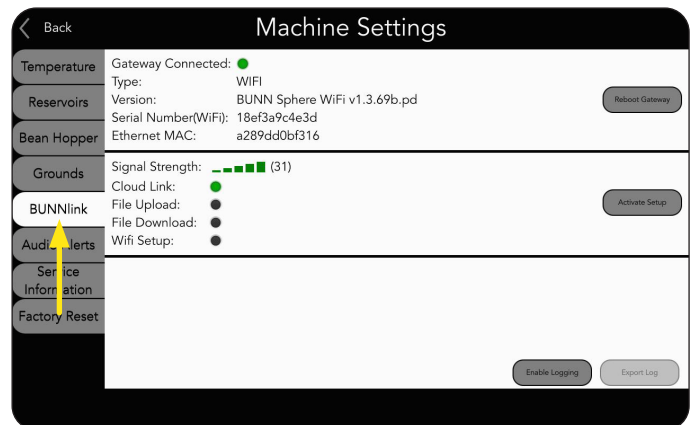 Back
Machine Settings
Temperature
Reservoirs
Bean Hopper
Grounds
BUNNlink
Audio Alerts
Service
Information
Factory Reset
Gateway Connected:
Type: WIFI
Version: BUNN Sphere WiFi v1.3.69b.pd
Serial Number(WiFi): 18ef3a9c4e3d
Ethernet MAC: a289dd0bf316
Reboot Gateway
Signal Strength: (31)
Cloud Link:
File Upload:
File Download:
Wifi Setup:
Activate Setup
Enable Logging
Export Log